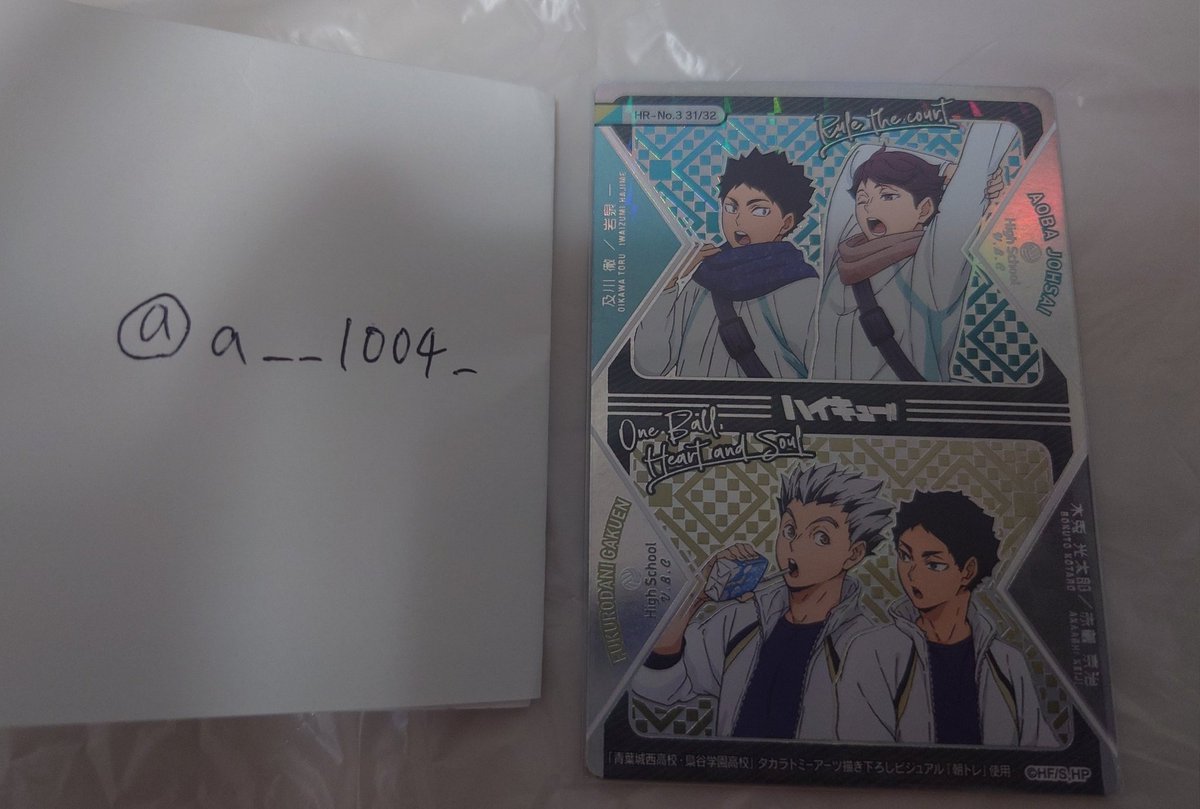 @a__1004_
HR-No.3 31/32
Rule the court
及川 徹 / 岩泉 一
OIKAWA TORU IWAIZUMI HAJIME
AOBA JOHSAI
High School
V.B.C
ハイキュー!!
One Ball,
Heart and Soul
FUKURODANI GAKUEN
High School
V.B.C
木兎 光太郎 / 赤葦 京治
BOKUTO KOTARO AKAASHI KEIJI
「青葉城西高校・梟谷学園高校」タカラトミーアーツ描き下ろしビジュアル「朝トレ」使用 ©HF/S,HP